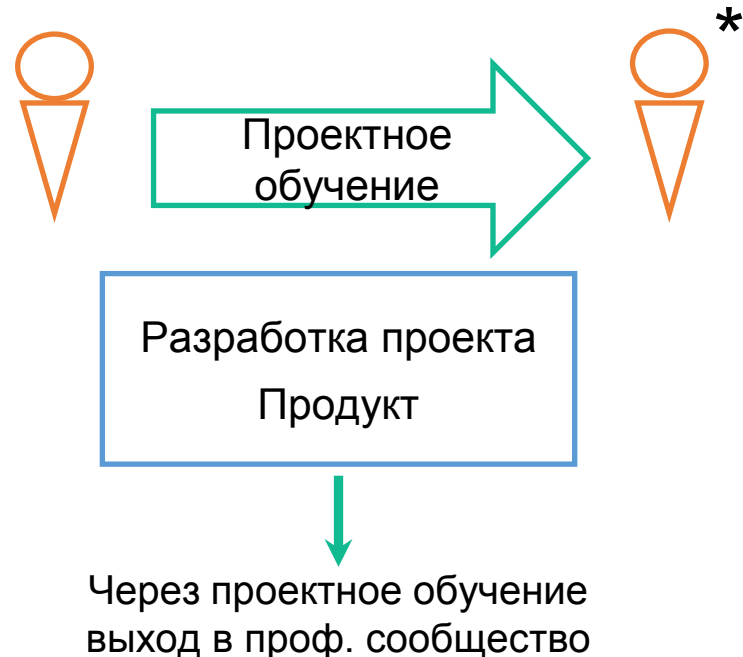 *
Проектное
обучение
Разработка проекта
Продукт
Через проектное обучение
выход в проф. сообщество